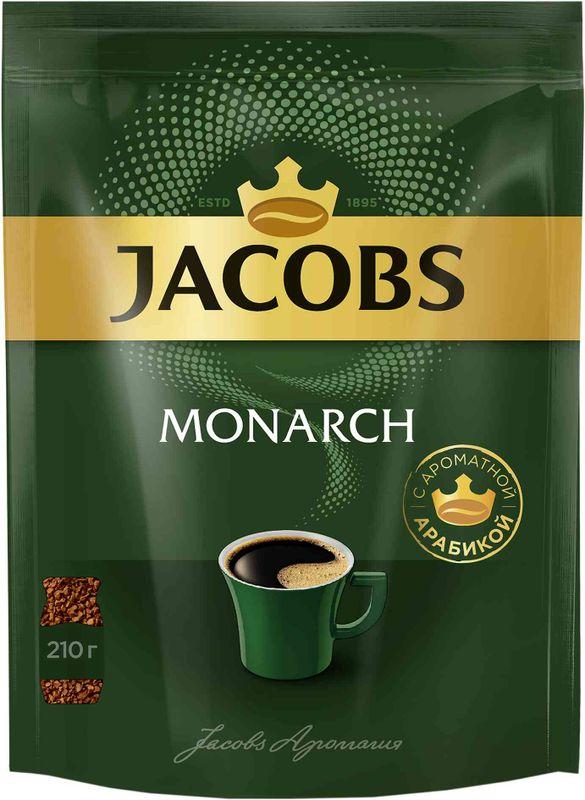 ESTD 1895
JACOBS
MONARCH
С АРОМАТНОЙ
АРАБИКОЙ
210 г
Jacobs Аромагия